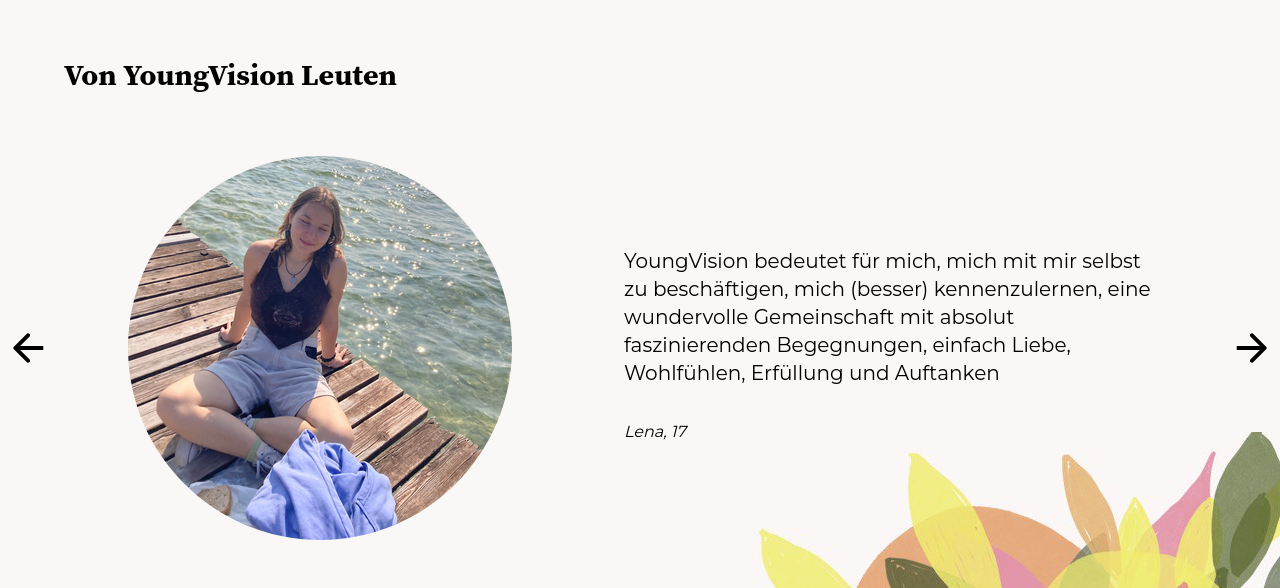 Von YoungVision Leuten
YoungVision bedeutet für mich, mich mit mir selbst
zu beschäftigen, mich (besser) kennenzulernen, eine
wundervolle Gemeinschaft mit absolut
faszinierenden Begegnungen, einfach Liebe,
Wohlfühlen, Erfüllung und Auftanken
Lena, 17